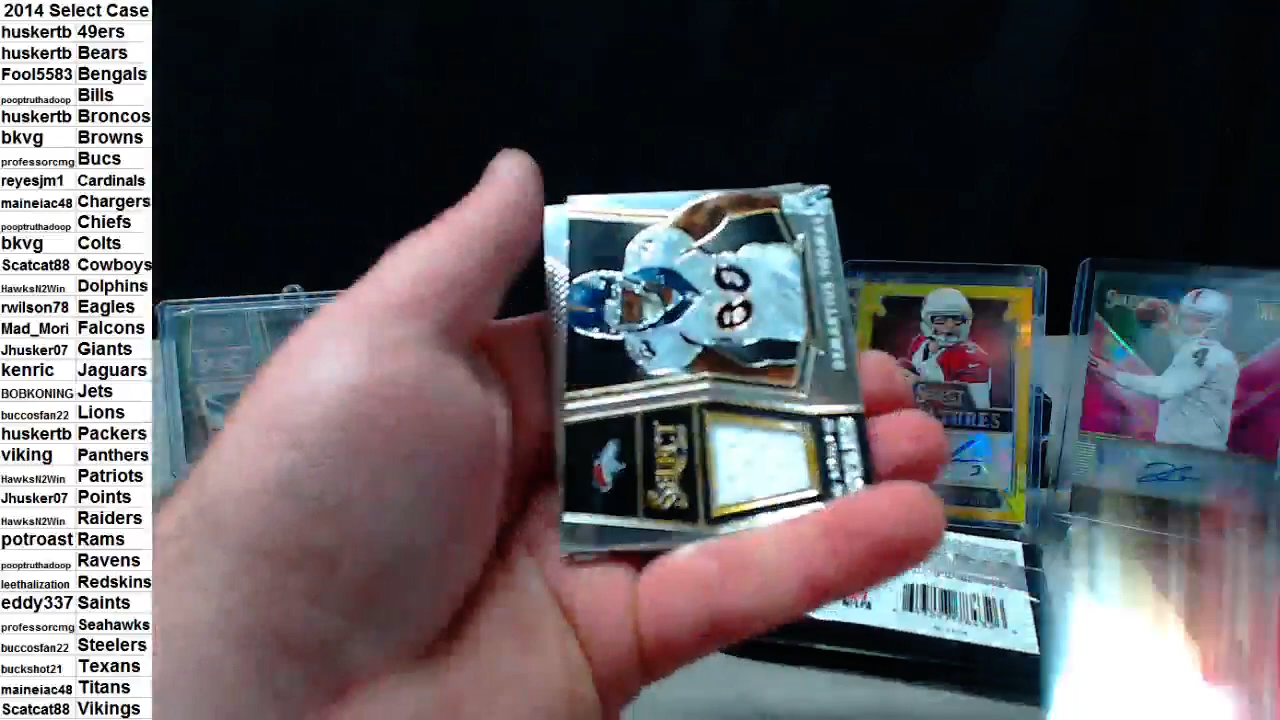 2014 Select Case
huskertb 49ers
huskertb Bears
Fool5583 Bengals
pooptruthadoop Bills
huskertb Broncos
bkvg Browns
professorcmg Bucs
reyesjm1 Cardinals
maineiac48 Chargers
pooptruthadoop Chiefs
bkvg Colts
Scatcat88 Cowboys
HawksN2Win Dolphins
rwilson78 Eagles
Mad_Mori Falcons
Jhusker07 Giants
kenric Jaguars
BOBKONING Jets
buccosfan22 Lions
huskertb Packers
viking Panthers
HawksN2Win Patriots
Jhusker07 Points
HawksN2Win Raiders
potroast Rams
pooptruthadoop Ravens
leethalization Redskins
eddy337 Saints
professorcmg Seahawks
buccosfan22 Steelers
buckshot21 Texans
maineiac48 Titans
Scatcat88 Vikings
DEMARYIUS THOMAS
88